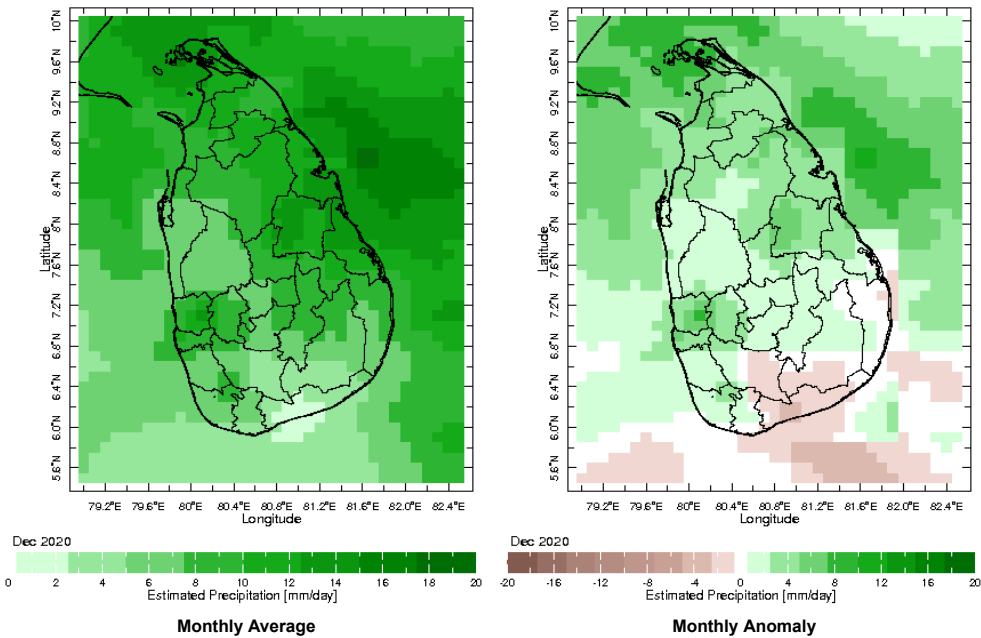 10°N
9.6°N
9.2°N
8.8°N
8.4°N
8°N
7.6°N
7.2°N
6.8°N
6.4°N
6.0°N
5.6°N
Latitude
79.2°E 79.6°E 80°E 80.4°E 80.8°E 81.2°E 81.6°E 82.0°E 82.4°E
Longitude
Dec 2020
0 2 4 6 8 10 12 14 16 18 20
Estimated Precipitation [mm/day]
Monthly Average
10°N
9.6°N
9.2°N
8.8°N
8.4°N
8°N
7.6°N
7.2°N
6.8°N
6.4°N
6.0°N
5.6°N
Latitude
79.2°E 79.6°E 80°E 80.4°E 80.8°E 81.2°E 81.6°E 82.0°E 82.4°E
Longitude
Dec 2020
-20 -16 -12 -8 -4 0 4 8 12 16 20
Estimated Precipitation [mm/day]
Monthly Anomaly